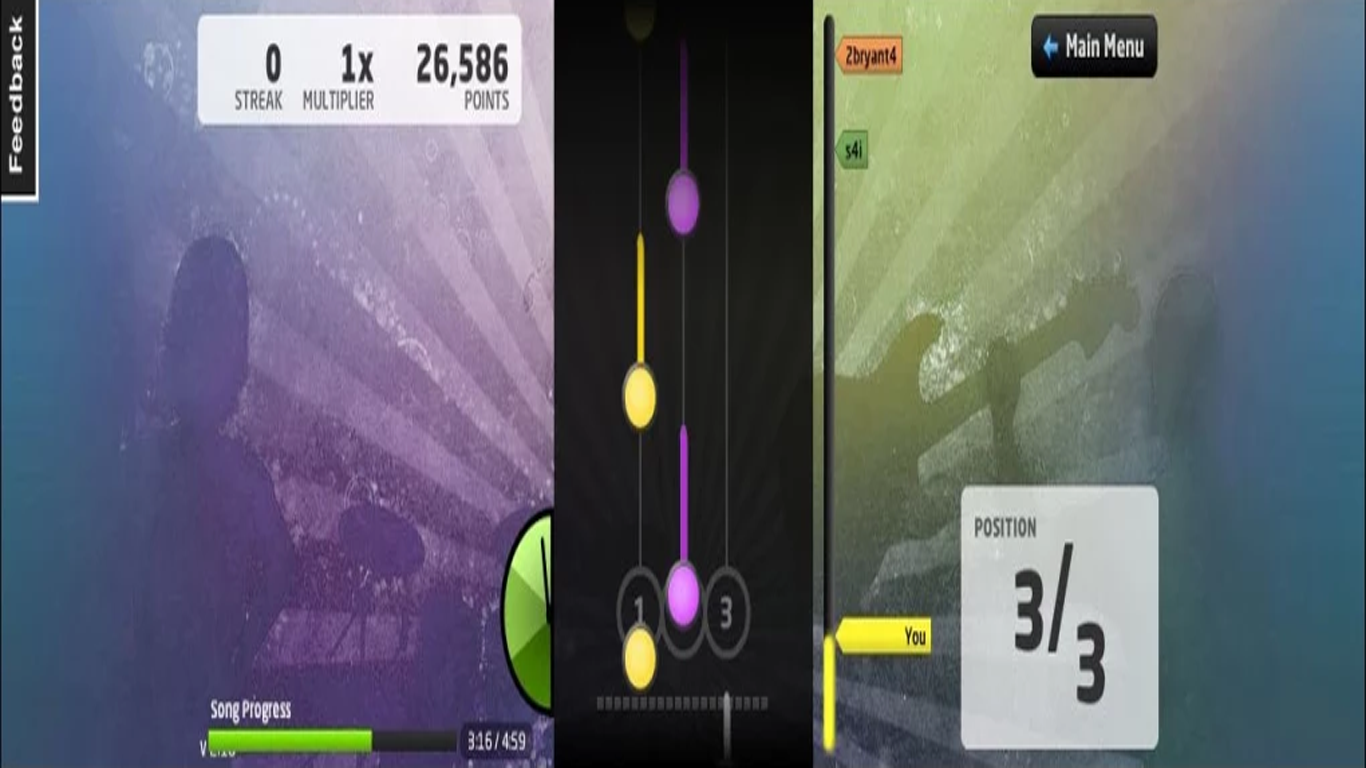 Feedback
0 1x 26,586
STREAK MULTIPLIER POINTS
2bryant4
Main Menu
s4i
1 3
You
POSITION
3/3
Song Progress
3:16 / 4:59